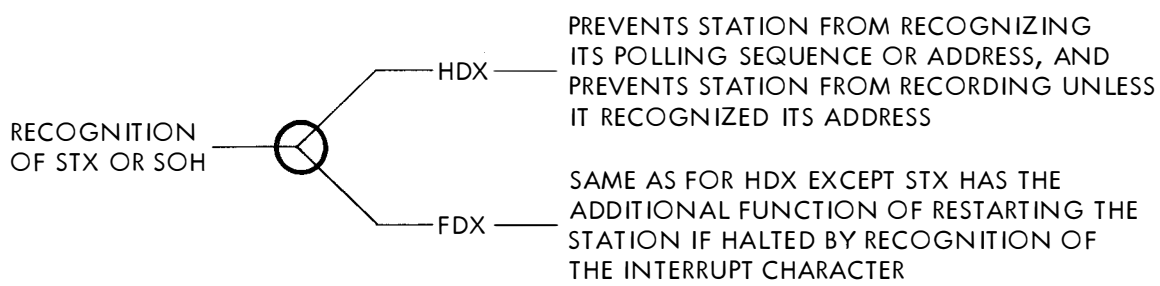 RECOGNITION
OF STX OR SOH
HDX
PREVENTS STATION FROM RECOGNIZING
ITS POLLING SEQUENCE OR ADDRESS, AND
PREVENTS STATION FROM RECORDING UNLESS
IT RECOGNIZED ITS ADDRESS
FDX
SAME AS FOR HDX EXCEPT STX HAS THE
ADDITIONAL FUNCTION OF RESTARTING THE
STATION IF HALTED BY RECOGNITION OF
THE INTERRUPT CHARACTER